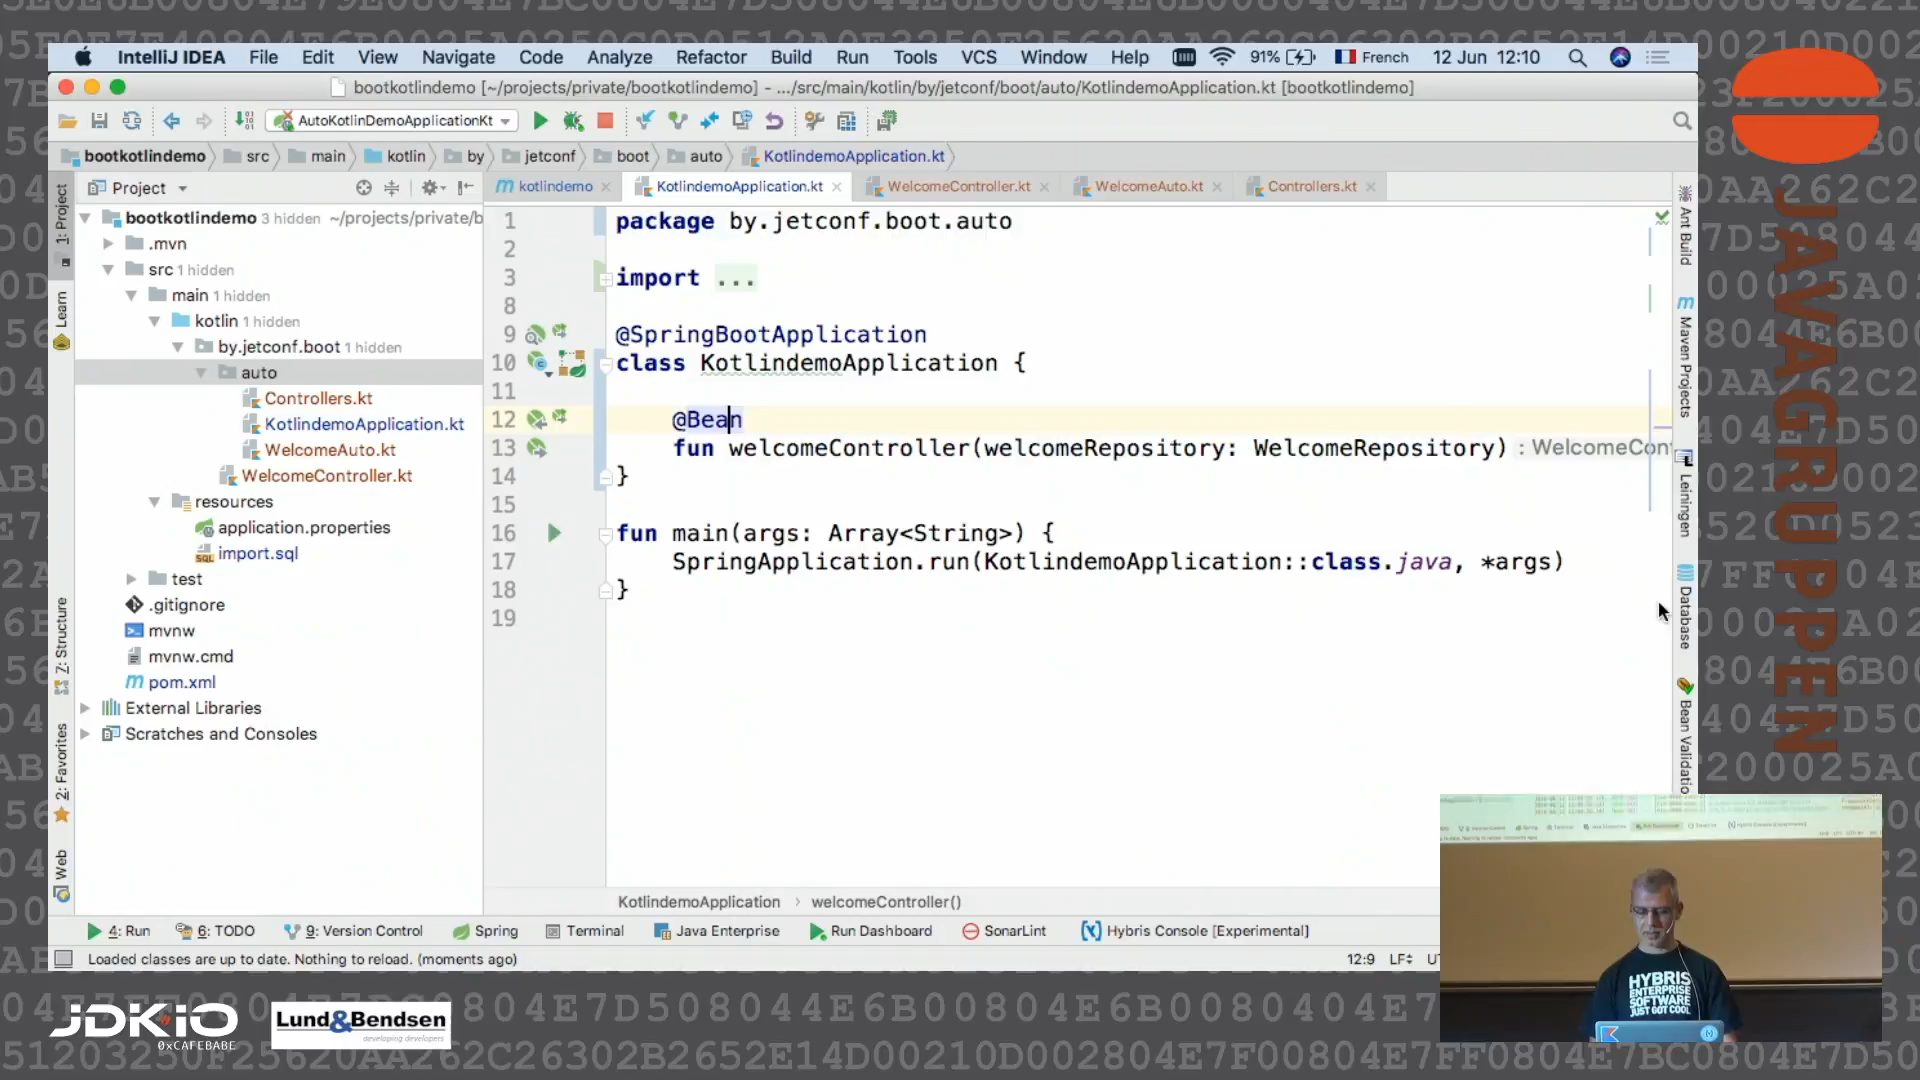 IntelliJ IDEA File Edit View Navigate Code Analyze Refactor Build Run Tools VCS Window Help 91% French 12 Jun 12:10
bootkotlindemo [~/projects/private/bootkotlindemo] - .../src/main/kotlin/by/jetconf/boot/auto/KotlindemoApplication.kt [bootkotlindemo]
AutoKotlinDemoApplicationKt
bootkotlindemo src main kotlin by jetconf boot auto KotlindemoApplication.kt
Project
kotlindemo KotlindemoApplication.kt WelcomeController.kt WelcomeAuto.kt Controllers.kt
bootkotlindemo 3 hidden ~/projects/private/b
.mvn
src 1 hidden
main 1 hidden
kotlin 1 hidden
by.jetconf.boot 1 hidden
auto
Controllers.kt
KotlindemoApplication.kt
WelcomeAuto.kt
WelcomeController.kt
resources
application.properties
import.sql
test
.gitignore
mvnw
mvnw.cmd
pom.xml
External Libraries
Scratches and Consoles
1: Project
Learn
7: Structure
2: Favorites
Web
1 package by.jetconf.boot.auto
2
3 import ...
8
9 @SpringBootApplication
10 class KotlindemoApplication {
11
12 @Bean
13 fun welcomeController(welcomeRepository: WelcomeRepository) : WelcomeCont
14 }
15
16 fun main(args: Array<String>) {
17 SpringApplication.run(KotlindemoApplication::class.java, *args)
18 }
19
Ant Build
Maven Projects
Leiningen
Database
Bean Validatio
KotlindemoApplication › welcomeController()
4: Run 6: TODO 9: Version Control Spring Terminal Java Enterprise Run Dashboard SonarLint Hybris Console [Experimental]
Loaded classes are up to date. Nothing to reload. (moments ago) 12:9 LF
JAVAGRUPPEN
HYBRIS
ENTERPRISE
SOFTWARE
JUST GOT COOL
JDKIO
0xCAFEBABE
Lund&Bendsen
developing developers